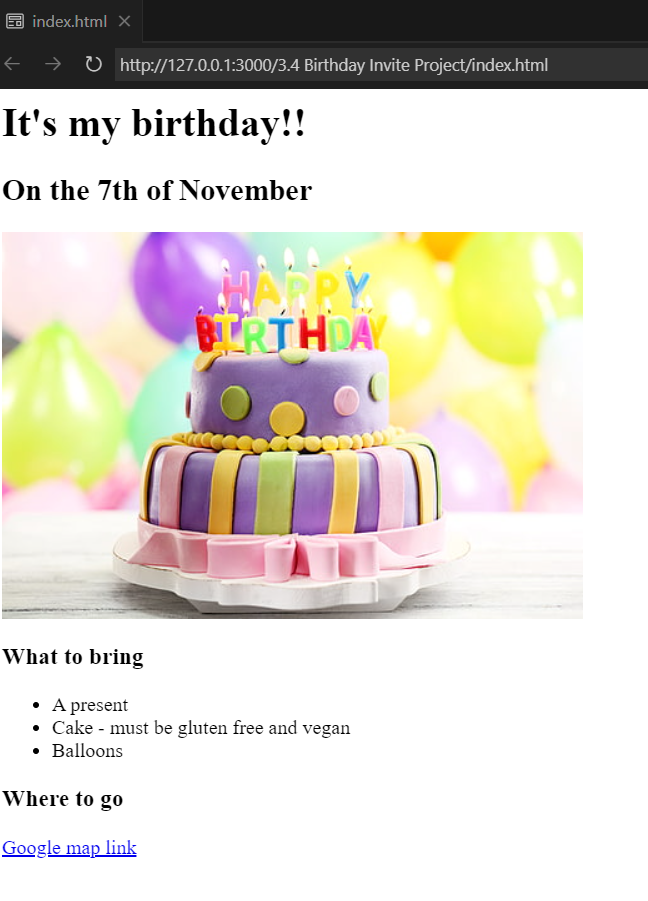 index.html
http://127.0.0.1:3000/3.4 Birthday Invite Project/index.html
It's my birthday!!
On the 7th of November
HAPPY
BIRTHDAY
What to bring
A present
Cake - must be gluten free and vegan
Balloons
Where to go
Google map link